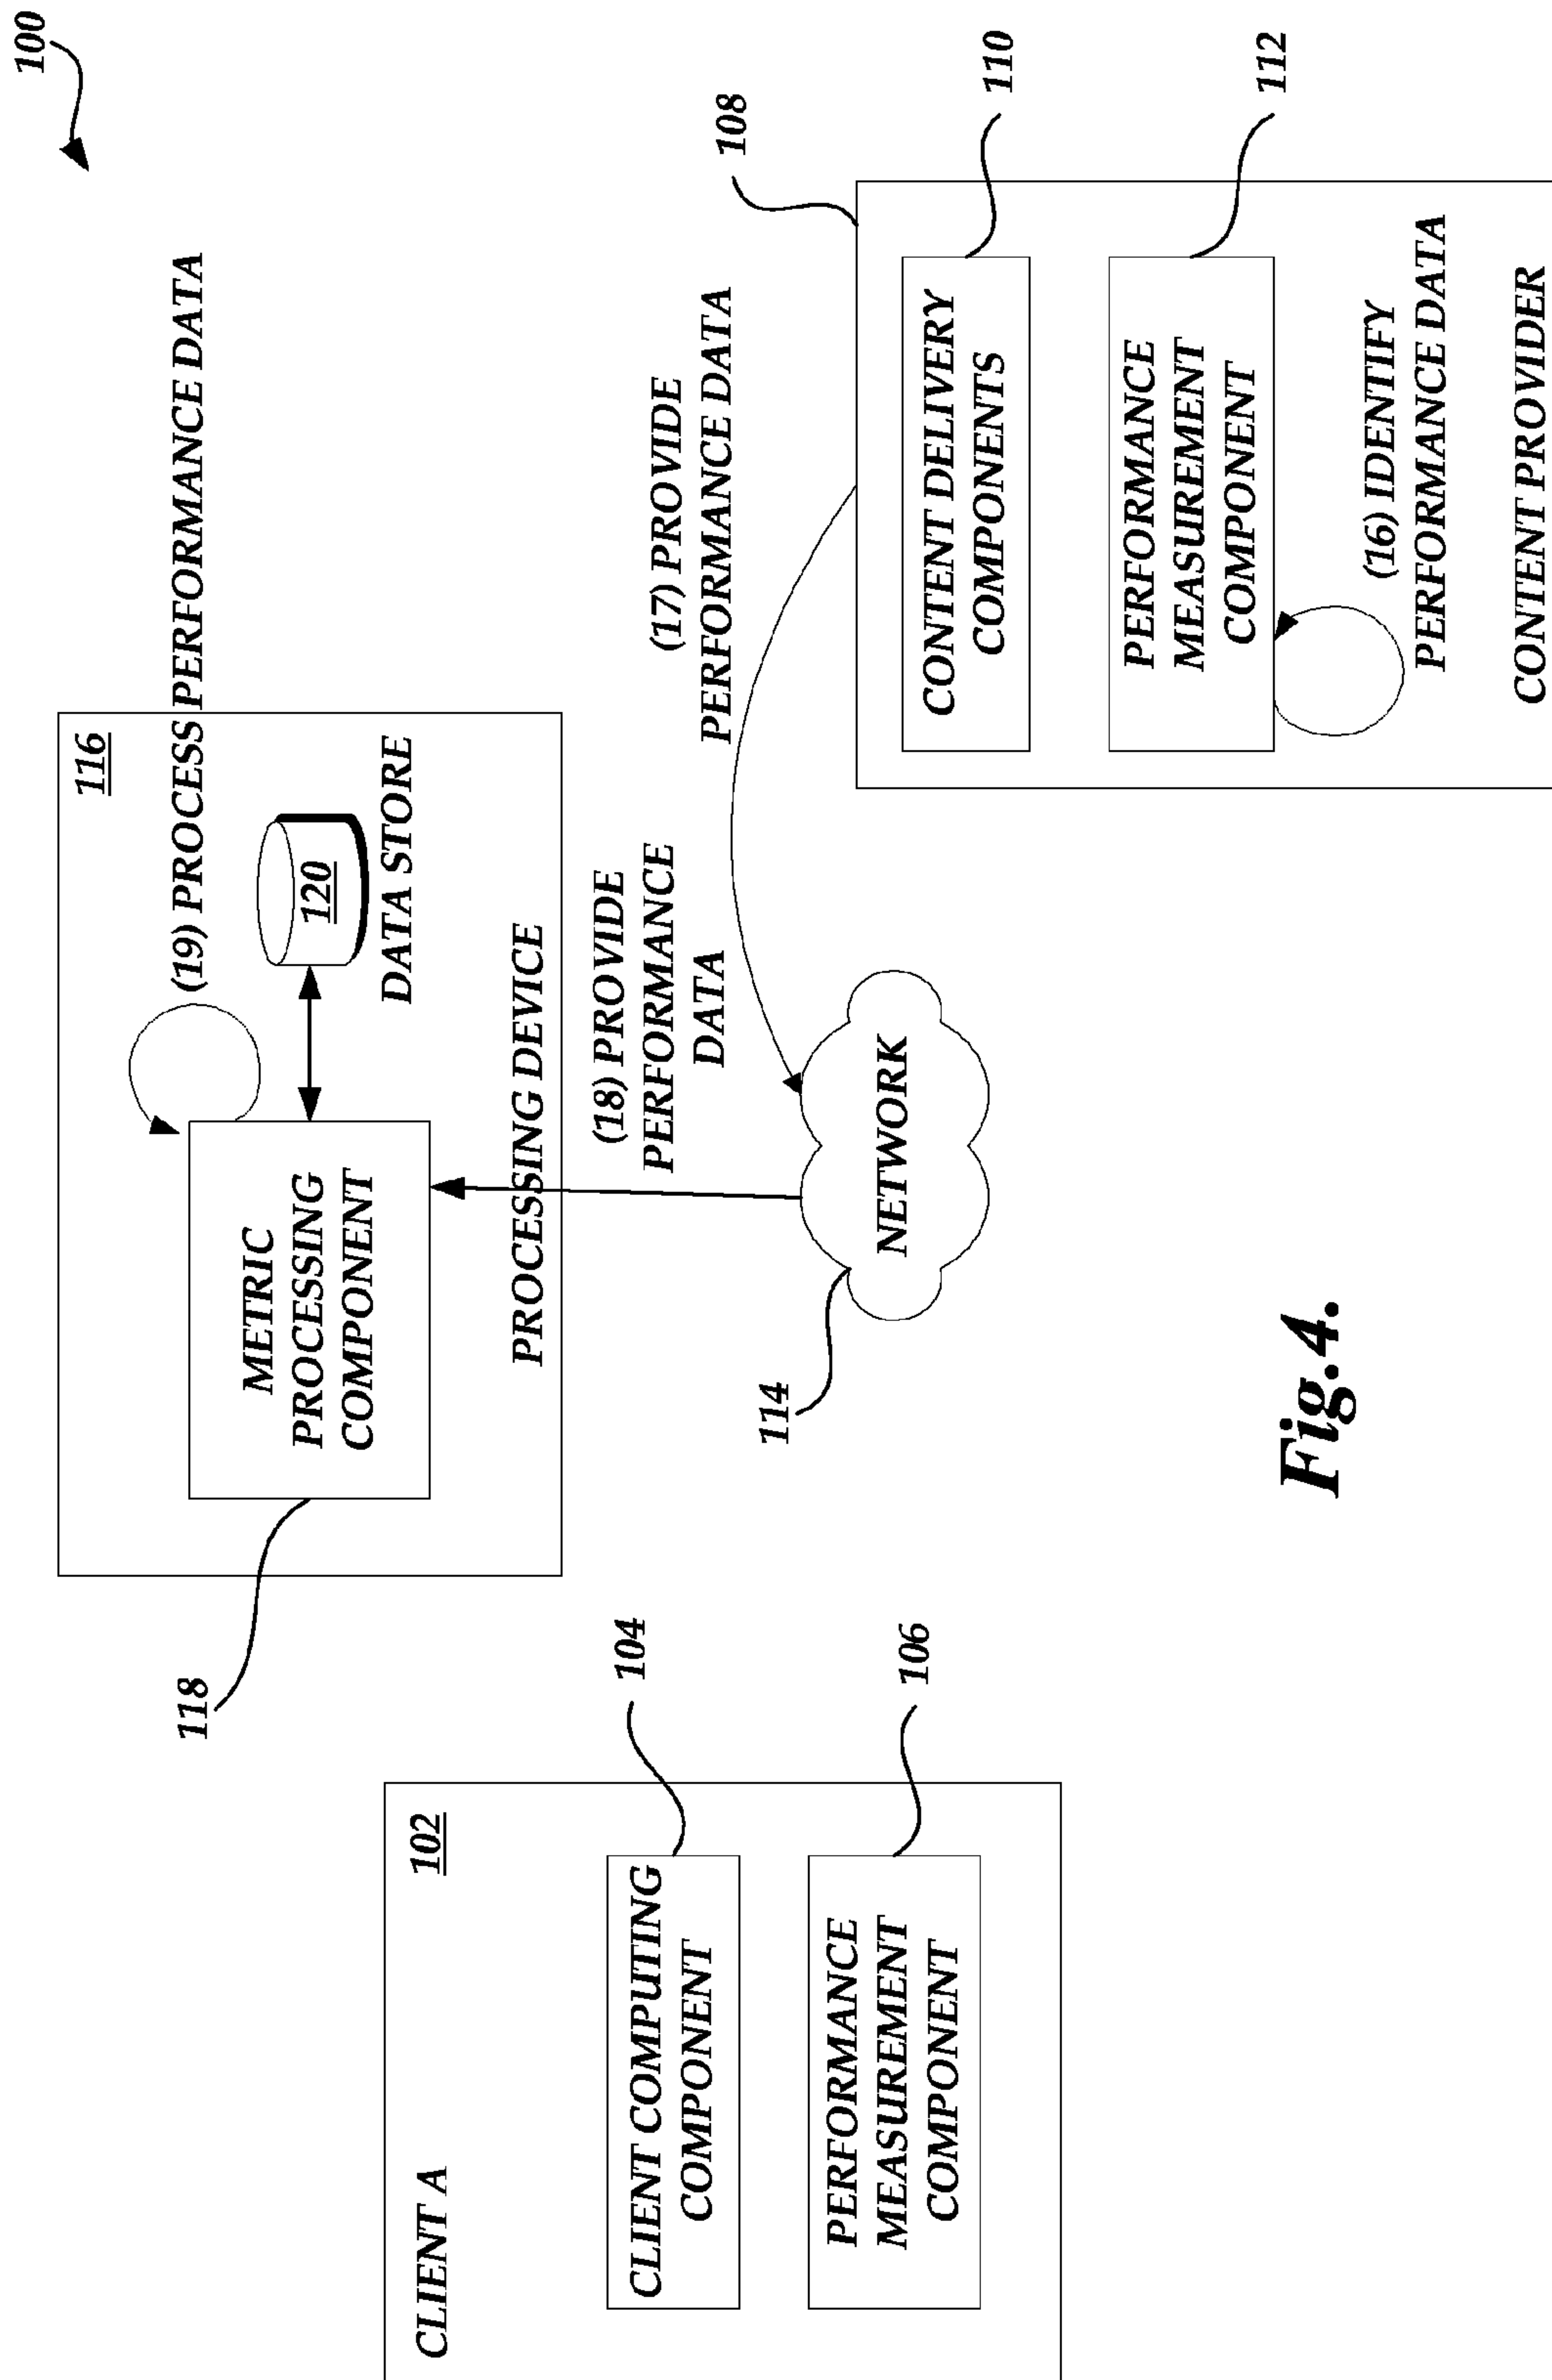 100
116
(19) PROCESS PERFORMANCE DATA
118
METRIC
PROCESSING
COMPONENT
120
DATA STORE
PROCESSING DEVICE
CLIENT A
102
104
CLIENT COMPUTING
COMPONENT
106
PERFORMANCE
MEASUREMENT
COMPONENT
(18) PROVIDE
PERFORMANCE
DATA
(17) PROVIDE
PERFORMANCE DATA
114
NETWORK
108
110
CONTENT DELIVERY
COMPONENTS
112
PERFORMANCE
MEASUREMENT
COMPONENT
(16) IDENTIFY
PERFORMANCE DATA
CONTENT PROVIDER
Fig.4.